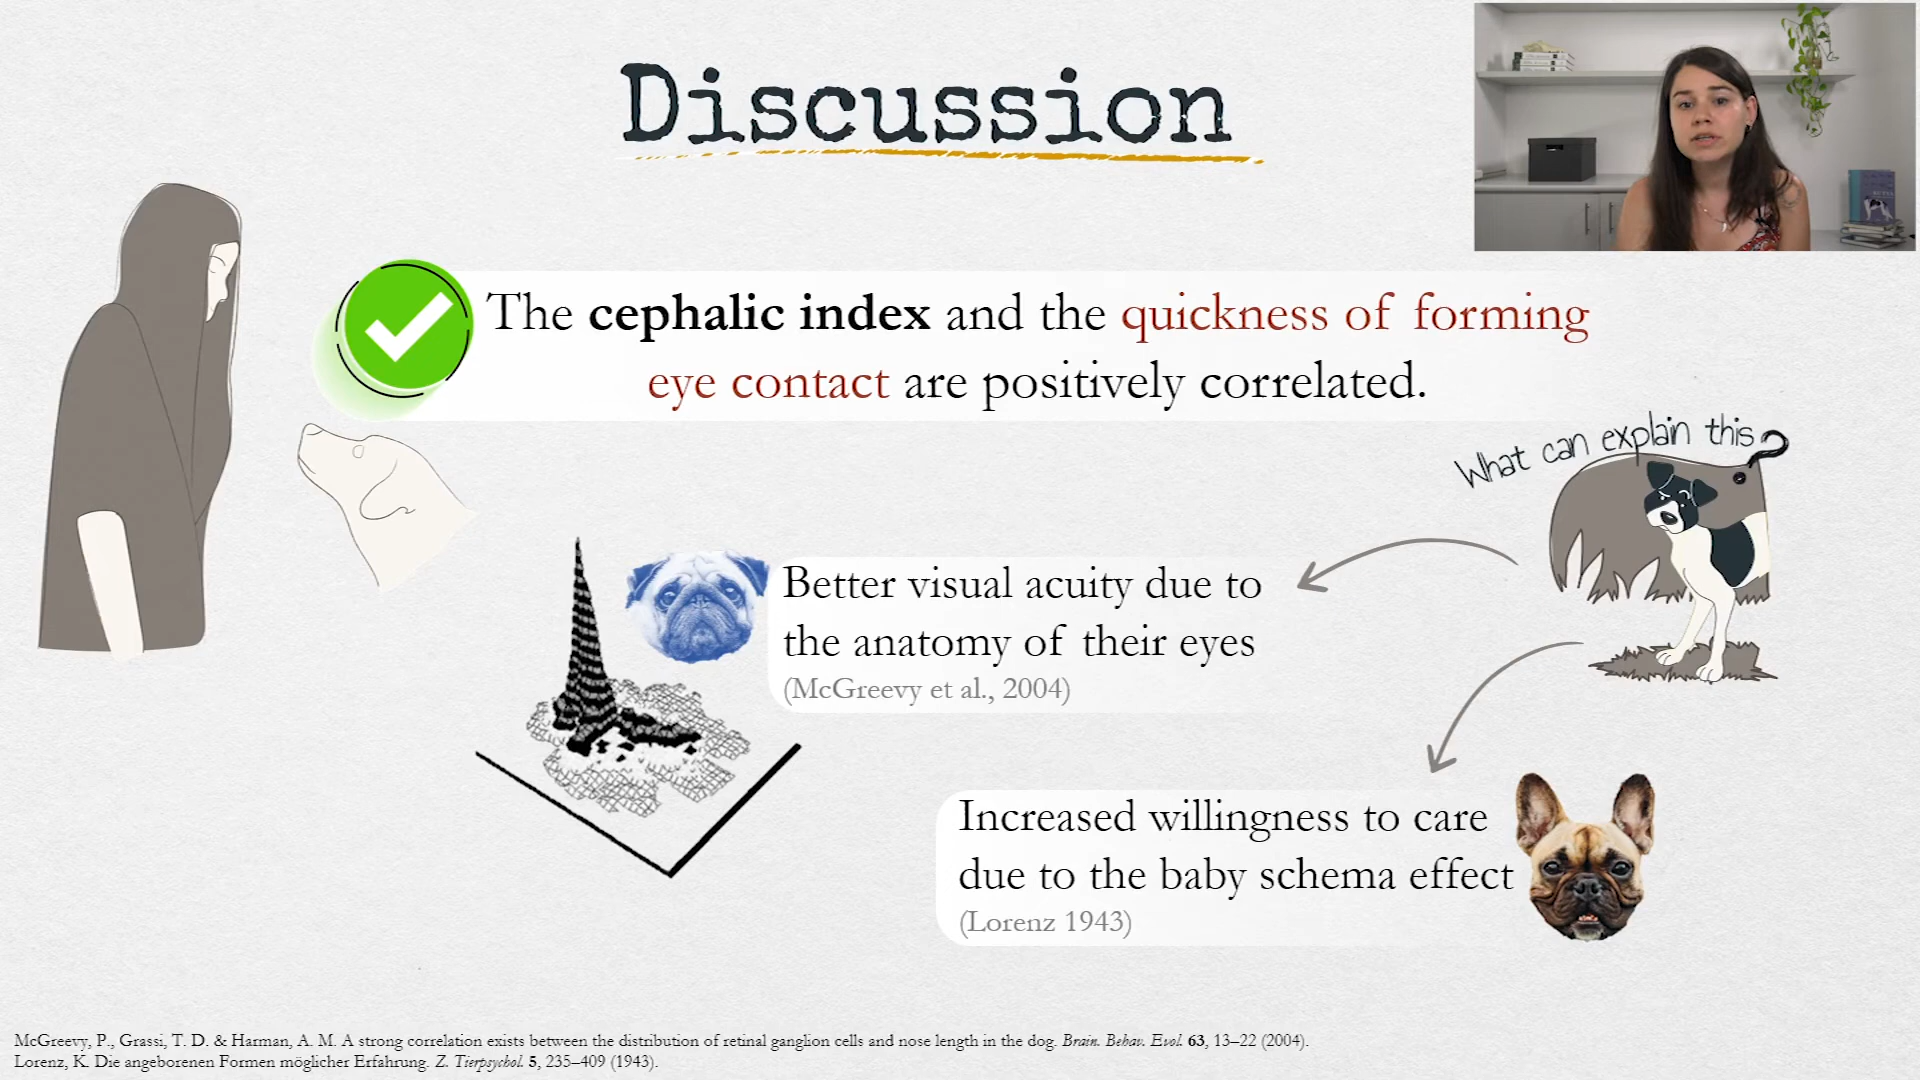 Discussion
The cephalic index and the quickness of forming
eye contact are positively correlated.
What can explain this?
Better visual acuity due to
the anatomy of their eyes
(McGreevy et al., 2004)
Increased willingness to care
due to the baby schema effect
(Lorenz 1943)
McGreevy, P., Grassi, T. D. & Harman, A. M. A strong correlation exists between the distribution of retinal ganglion cells and nose length in the dog. Brain. Behav. Evol. 63, 13–22 (2004).
Lorenz, K. Die angeborenen Formen möglicher Erfahrung. Z. Tierpsychol. 5, 235–409 (1943).